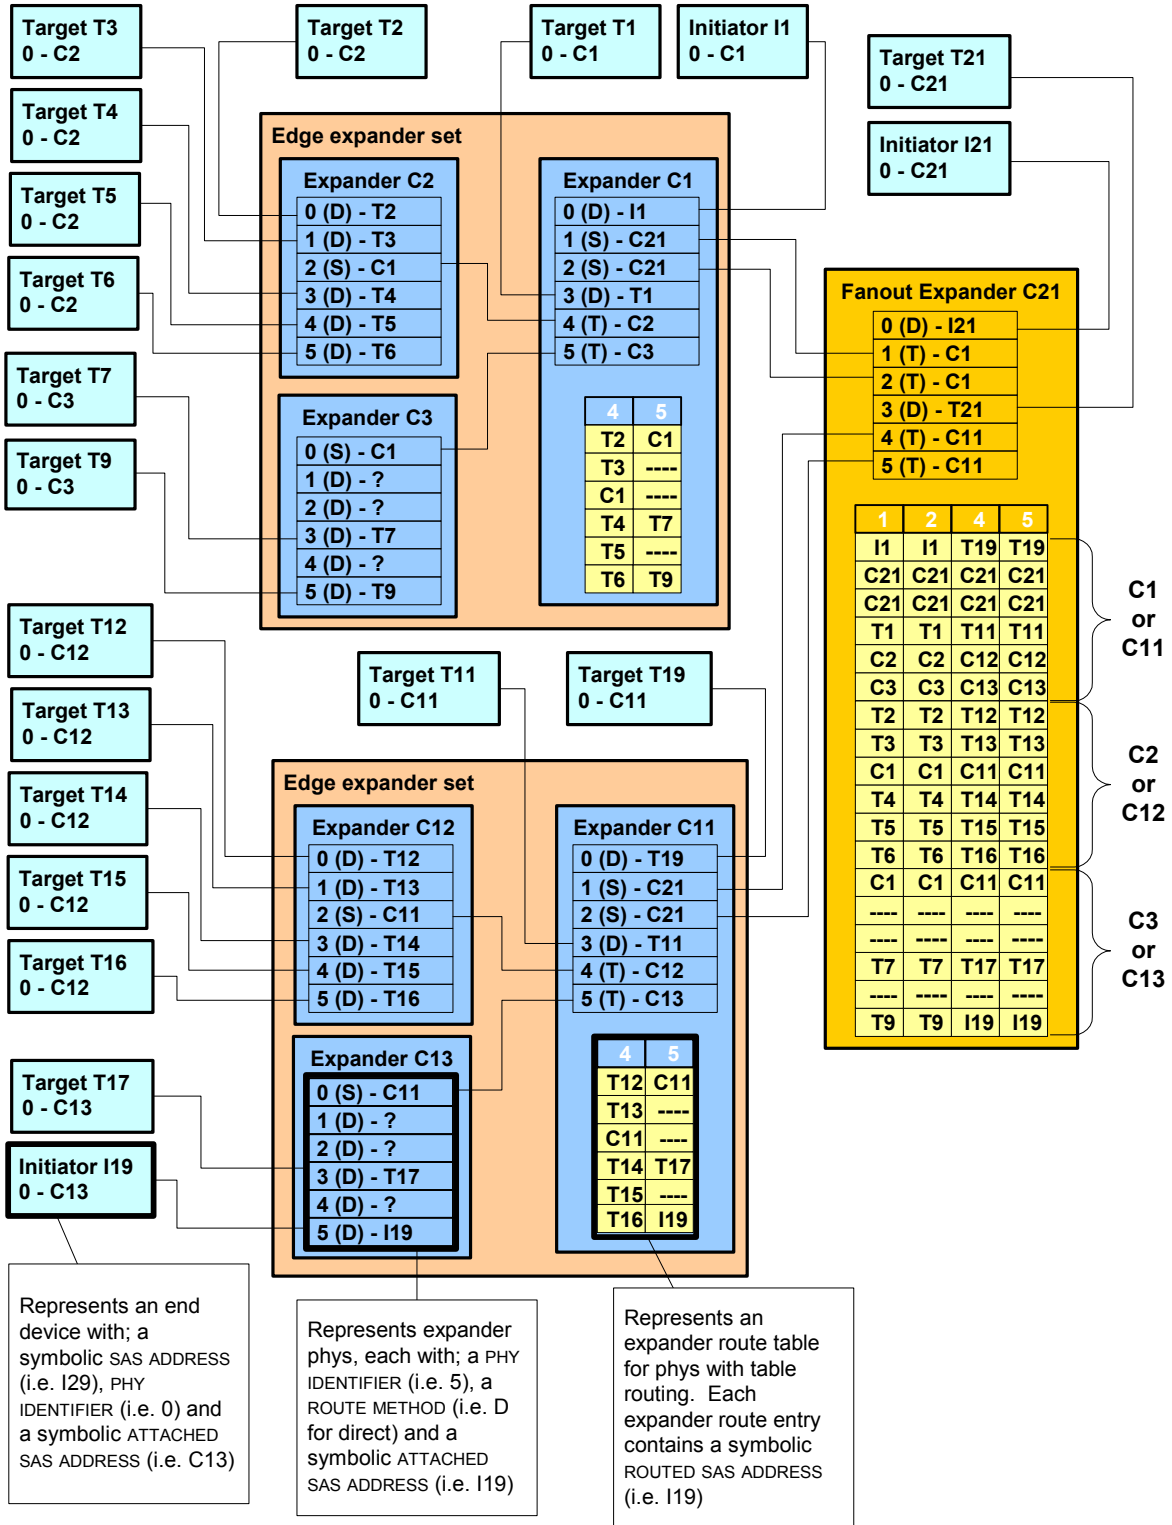 Target T3
0 - C2
Target T2
0 - C2
Target T1
0 - C1
Initiator I1
0 - C1
Target T21
0 - C21
Target T4
0 - C2
Initiator I21
0 - C21
Target T5
0 - C2
Target T6
0 - C2
Target T7
0 - C3
Target T9
0 - C3
Edge expander set
Expander C2
0 (D) - T2
1 (D) - T3
2 (S) - C1
3 (D) - T4
4 (D) - T5
5 (D) - T6
Expander C1
0 (D) - I1
1 (S) - C21
2 (S) - C21
3 (D) - T1
4 (T) - C2
5 (T) - C3
4 5
T2 C1
T3 ----
C1 ----
T4 T7
T5 ----
T6 T9
Expander C3
0 (S) - C1
1 (D) - ?
2 (D) - ?
3 (D) - T7
4 (D) - ?
5 (D) - T9
Fanout Expander C21
0 (D) - I21
1 (T) - C1
2 (T) - C1
3 (D) - T21
4 (T) - C11
5 (T) - C11
1 2 4 5
I1 I1 T19 T19
C21 C21 C21 C21
C21 C21 C21 C21
T1 T1 T11 T11
C2 C2 C12 C12
C3 C3 C13 C13
T2 T2 T12 T12
T3 T3 T13 T13
C1 C1 C11 C11
T4 T4 T14 T14
T5 T5 T15 T15
T6 T6 T16 T16
C1 C1 C11 C11
---- ---- ---- ----
---- ---- ---- ----
T7 T7 T17 T17
---- ---- ---- ----
T9 T9 I19 I19
C1
or
C11
C2
or
C12
C3
or
C13
Target T12
0 - C12
Target T13
0 - C12
Target T14
0 - C12
Target T15
0 - C12
Target T16
0 - C12
Target T17
0 - C13
Initiator I19
0 - C13
Target T11
0 - C11
Target T19
0 - C11
Edge expander set
Expander C12
0 (D) - T12
1 (D) - T13
2 (S) - C11
3 (D) - T14
4 (D) - T15
5 (D) - T16
Expander C11
0 (D) - T19
1 (S) - C21
2 (S) - C21
3 (D) - T11
4 (T) - C12
5 (T) - C13
4 5
T12 C11
T13 ----
C11 ----
T14 T17
T15 ----
T16 I19
Expander C13
0 (S) - C11
1 (D) - ?
2 (D) - ?
3 (D) - T17
4 (D) - ?
5 (D) - I19
Represents an end
device with; a
symbolic SAS ADDRESS
(i.e. I29), PHY
IDENTIFIER (i.e. 0) and
a symbolic ATTACHED
SAS ADDRESS (i.e. C13)
Represents expander
phys, each with; a PHY
IDENTIFIER (i.e. 5), a
ROUTE METHOD (i.e. D
for direct) and a
symbolic ATTACHED
SAS ADDRESS (i.e. I19)
Represents an
expander route table
for phys with table
routing. Each
expander route entry
contains a symbolic
ROUTED SAS ADDRESS
(i.e. I19)